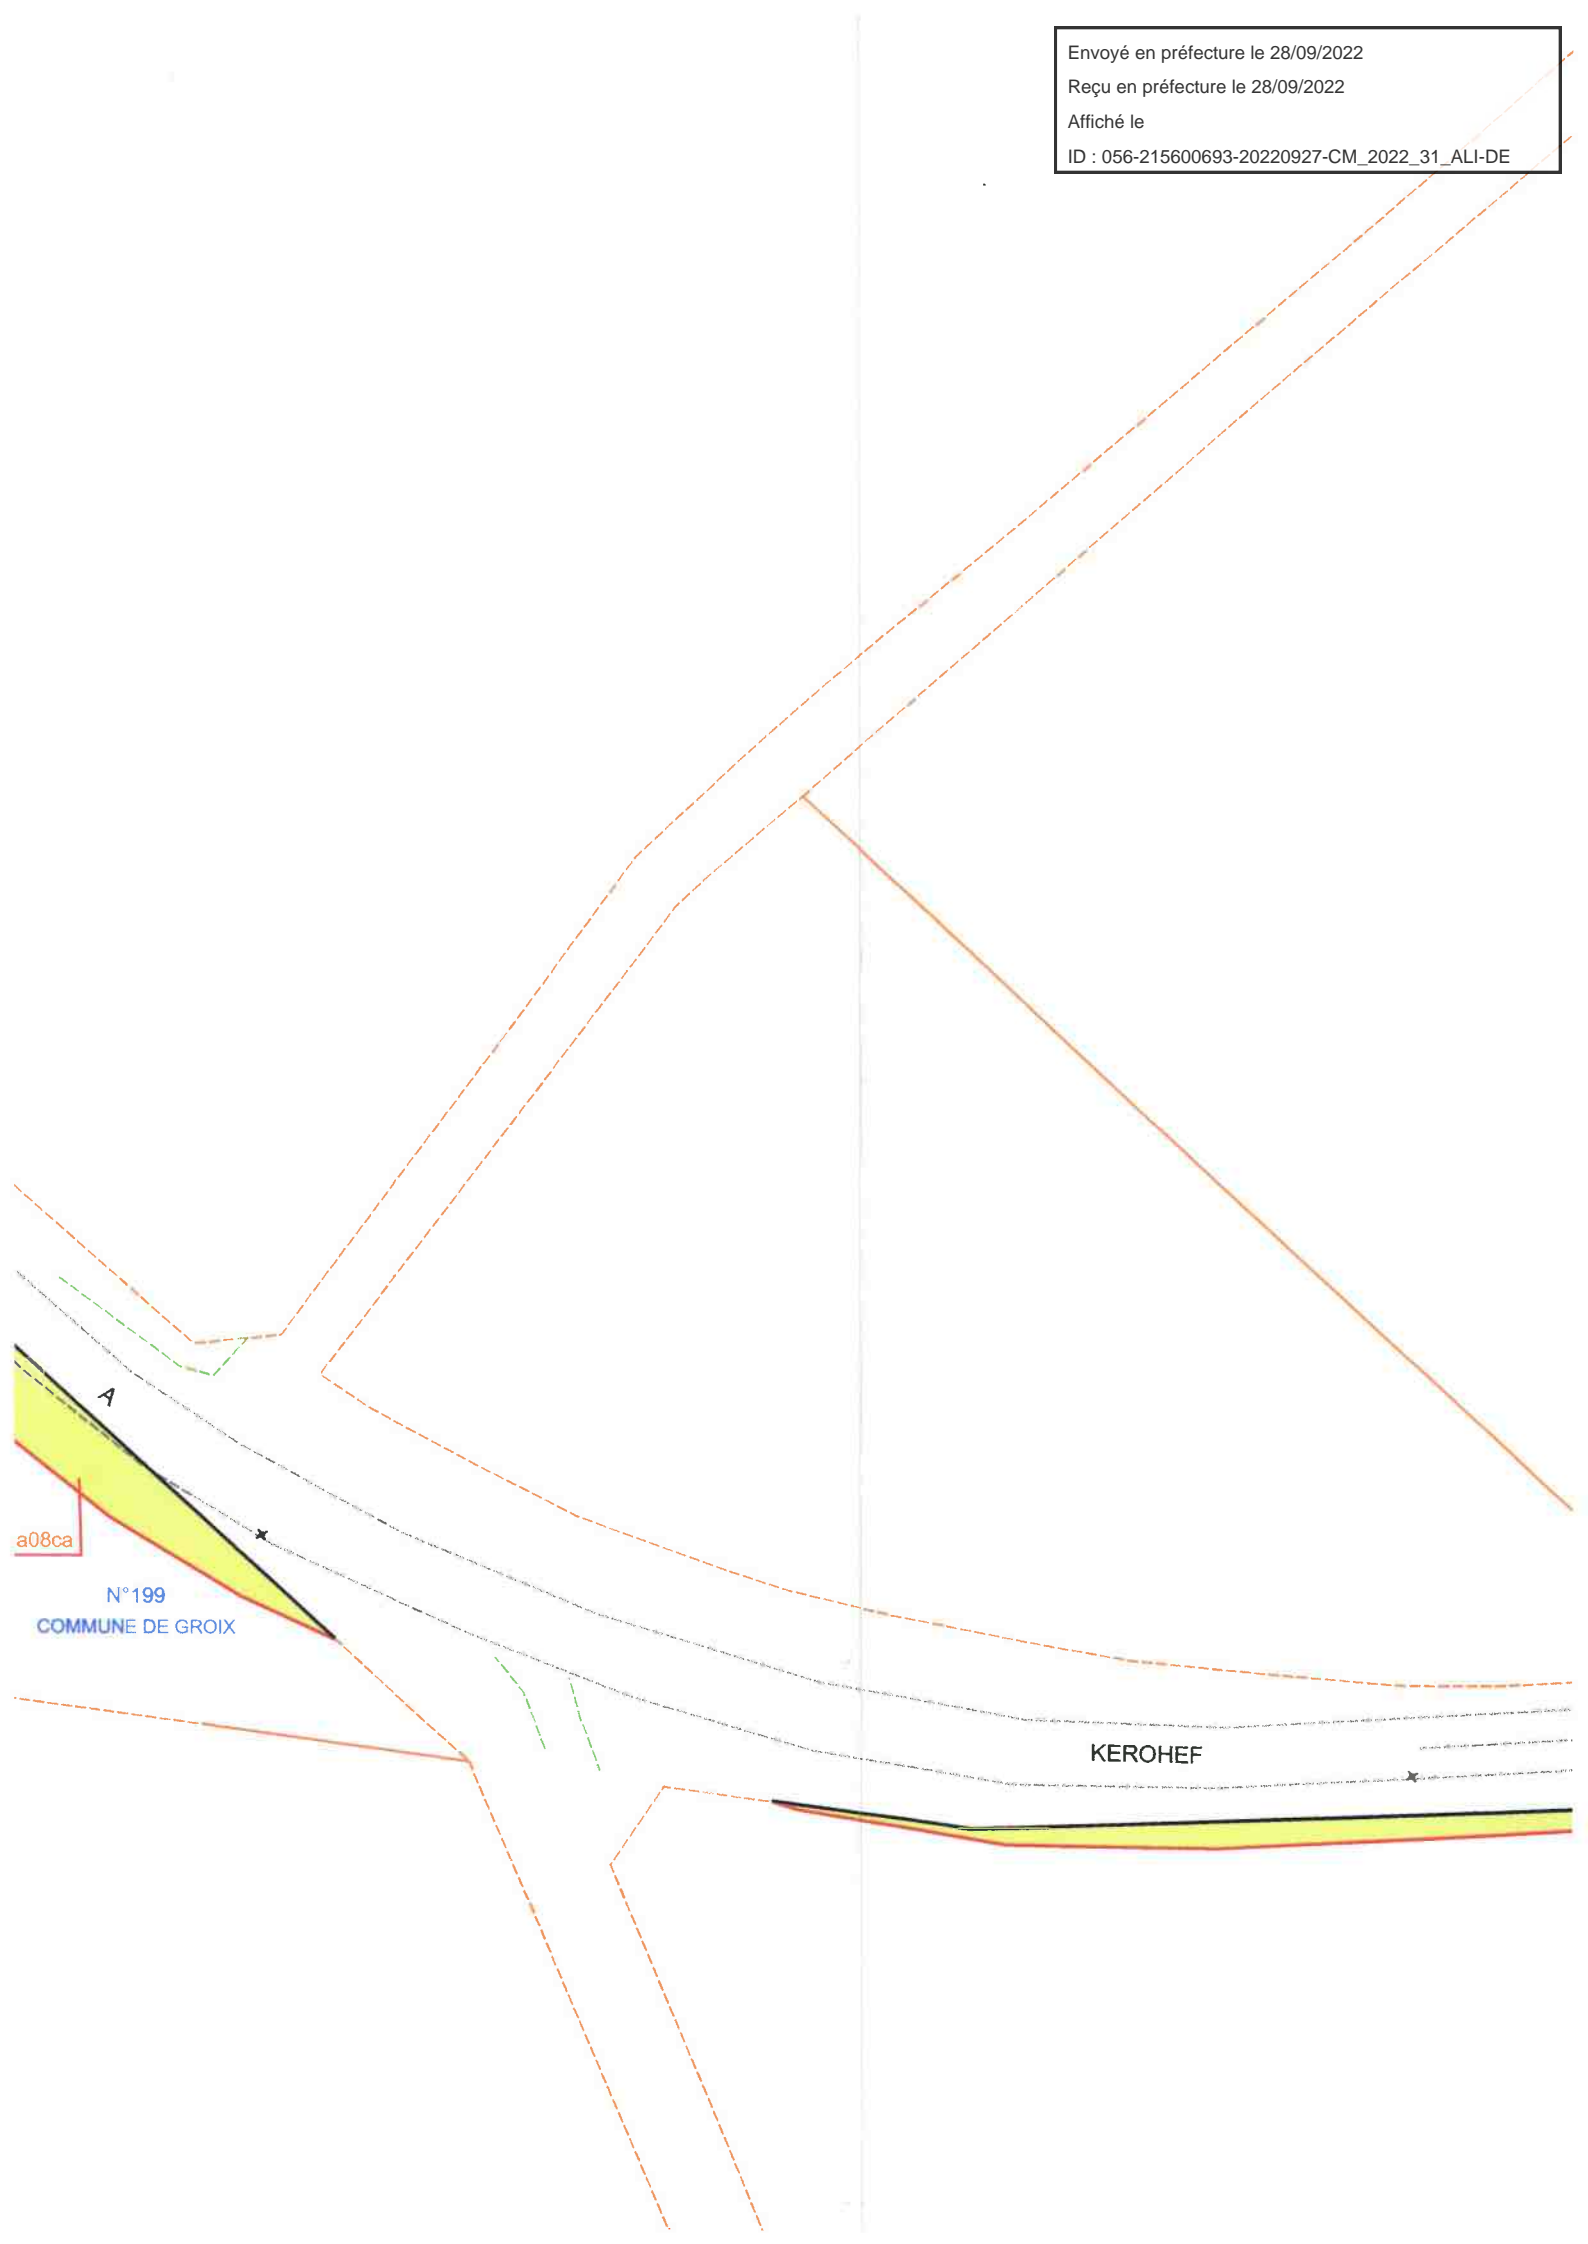 Envoyé en préfecture le 28/09/2022
Reçu en préfecture le 28/09/2022
Affiché le
ID : 056-215600693-20220927-CM_2022_31_ALI-DE
A
a08ca
N°199
COMMUNE DE GROIX
KEROHEF